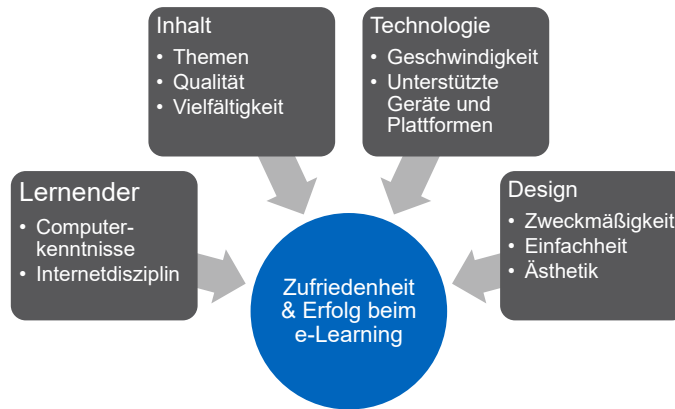 Inhalt
• Themen
• Qualität
• Vielfältigkeit
Technologie
• Geschwindigkeit
• Unterstützte
Geräte und
Plattformen
Lernender
• Computer-
kenntnisse
• Internetdisziplin
Design
• Zweckmäßigkeit
• Einfachheit
• Ästhetik
Zufriedenheit
& Erfolg beim
e-Learning